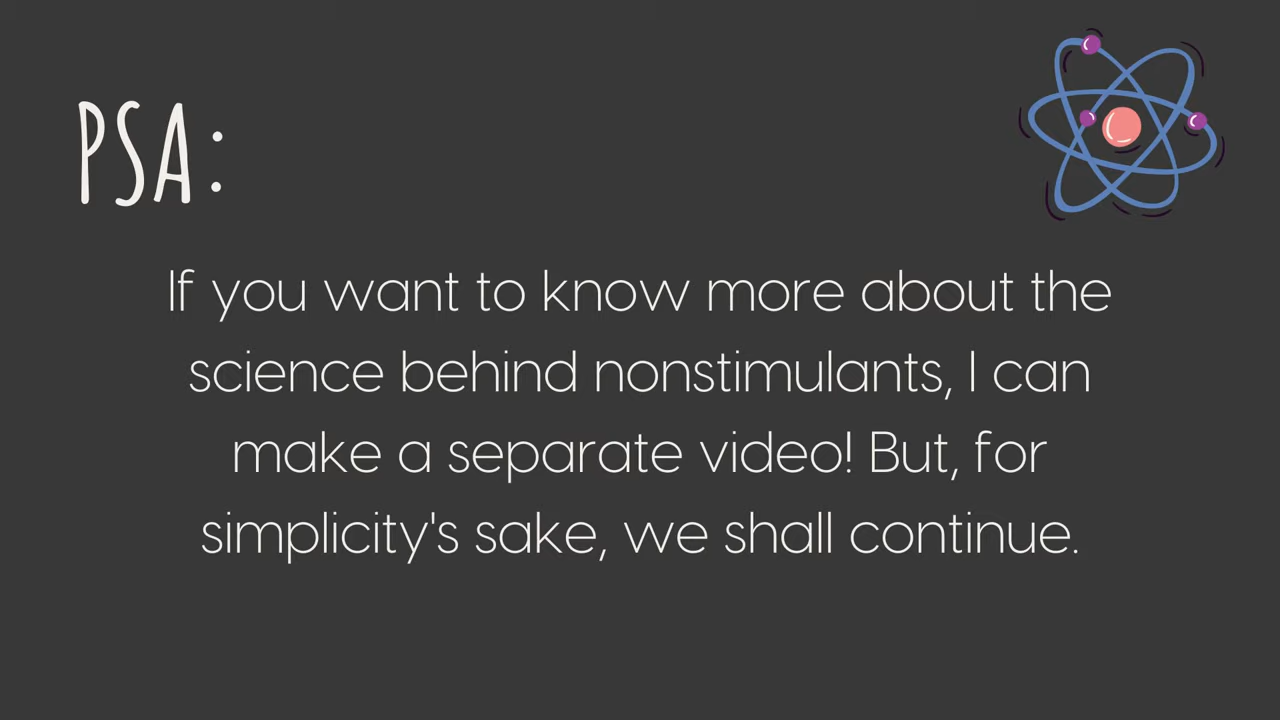 PSA:
If you want to know more about the
science behind nonstimulants, I can
make a separate video! But, for
simplicity's sake, we shall continue.